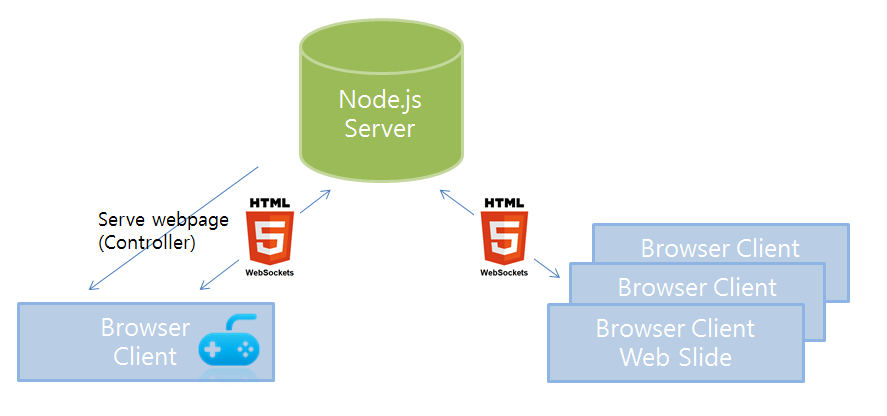 Node.js
Server
Serve webpage
(Controller)
HTML
5
WebSockets
HTML
5
WebSockets
Browser Client
Browser Client
Browser Client
Web Slide
Browser
Client